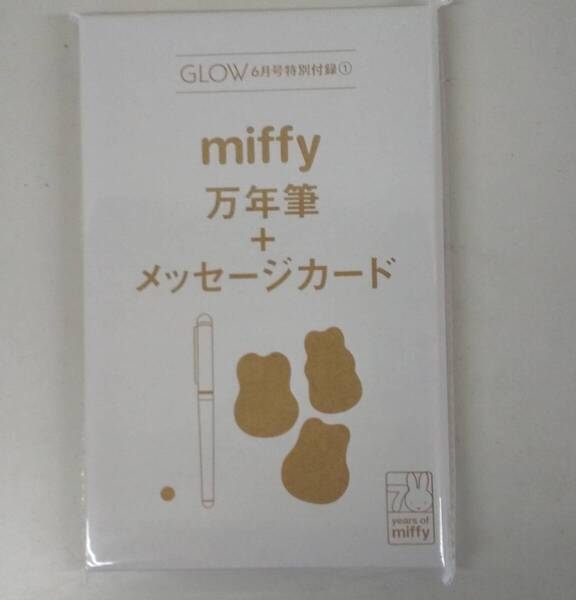 GLOW 6月号特別付録①
miffy
万年筆
+
メッセージカード
70
years of
miffy